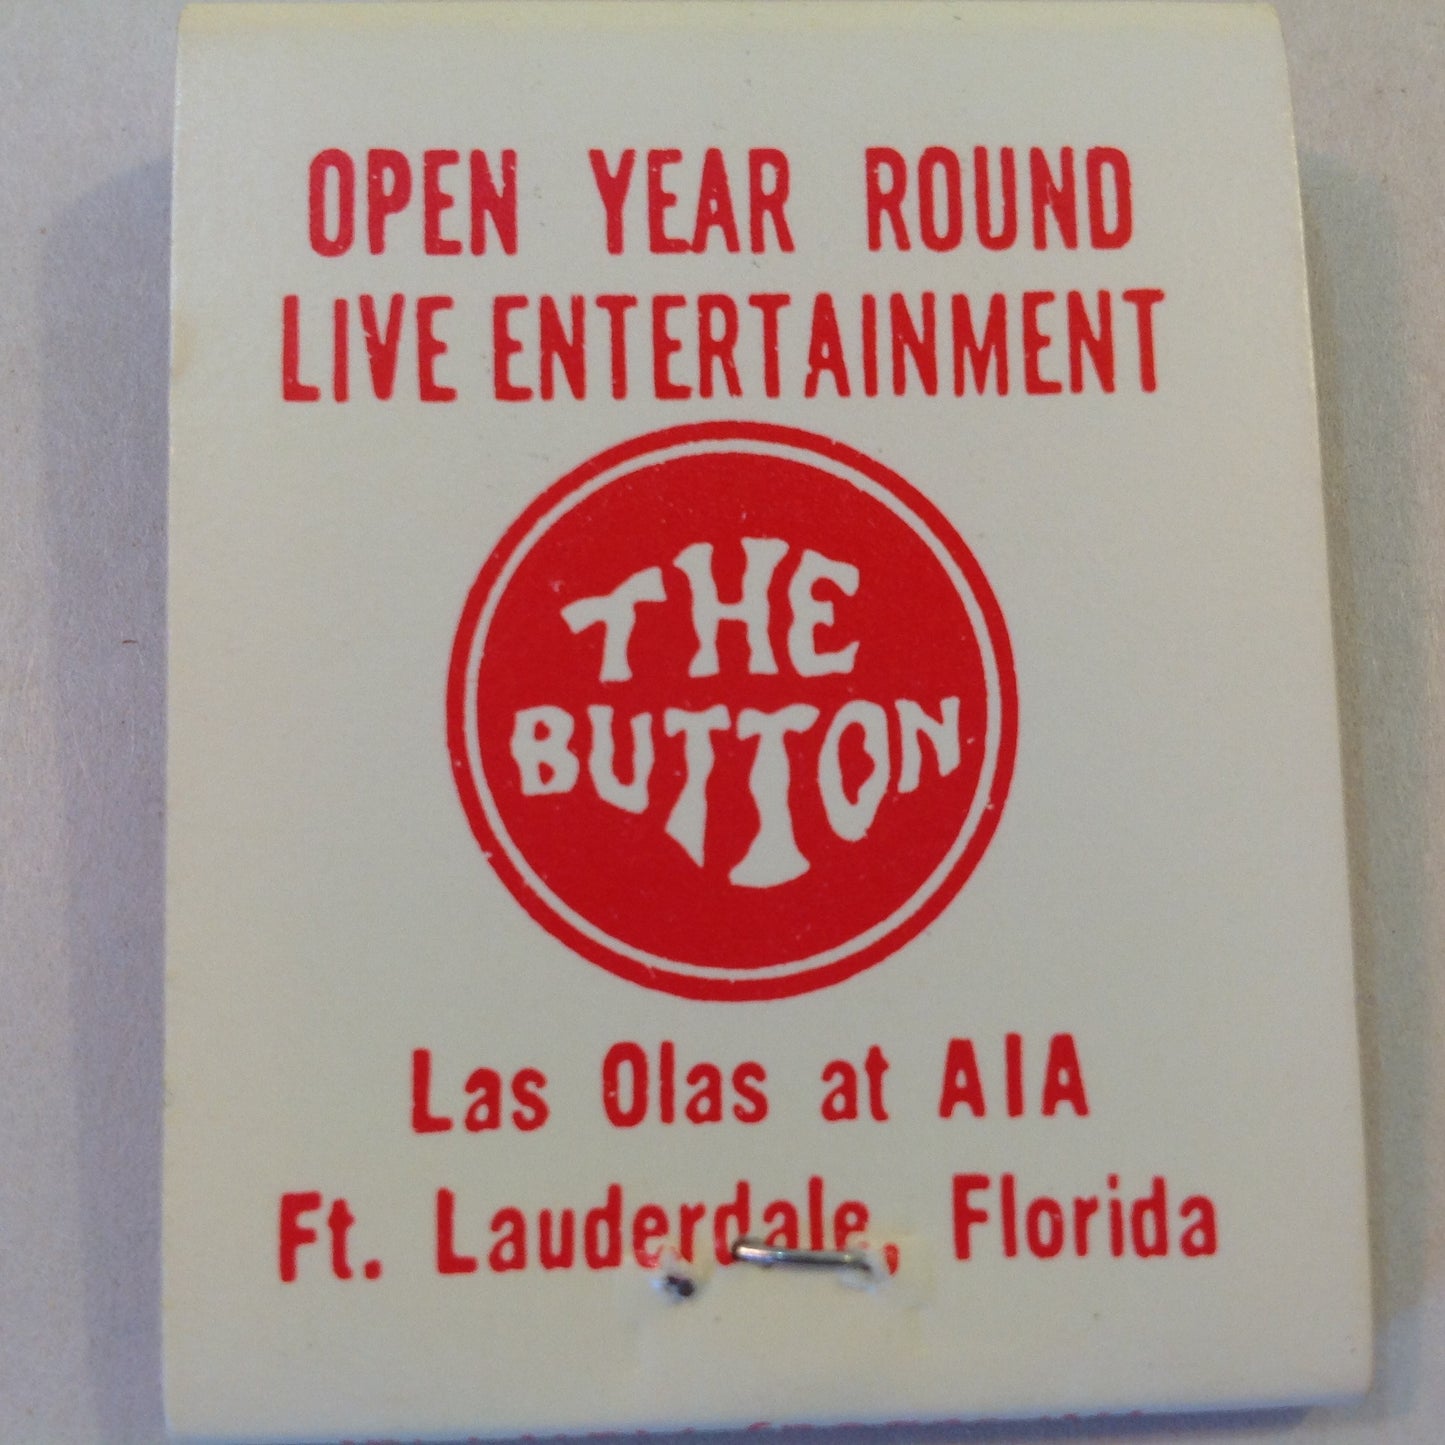 OPEN YEAR ROUND
LIVE ENTERTAINMENT
THE
BUTTON
Las Olas at AIA
Ft. Lauderdale, Florida